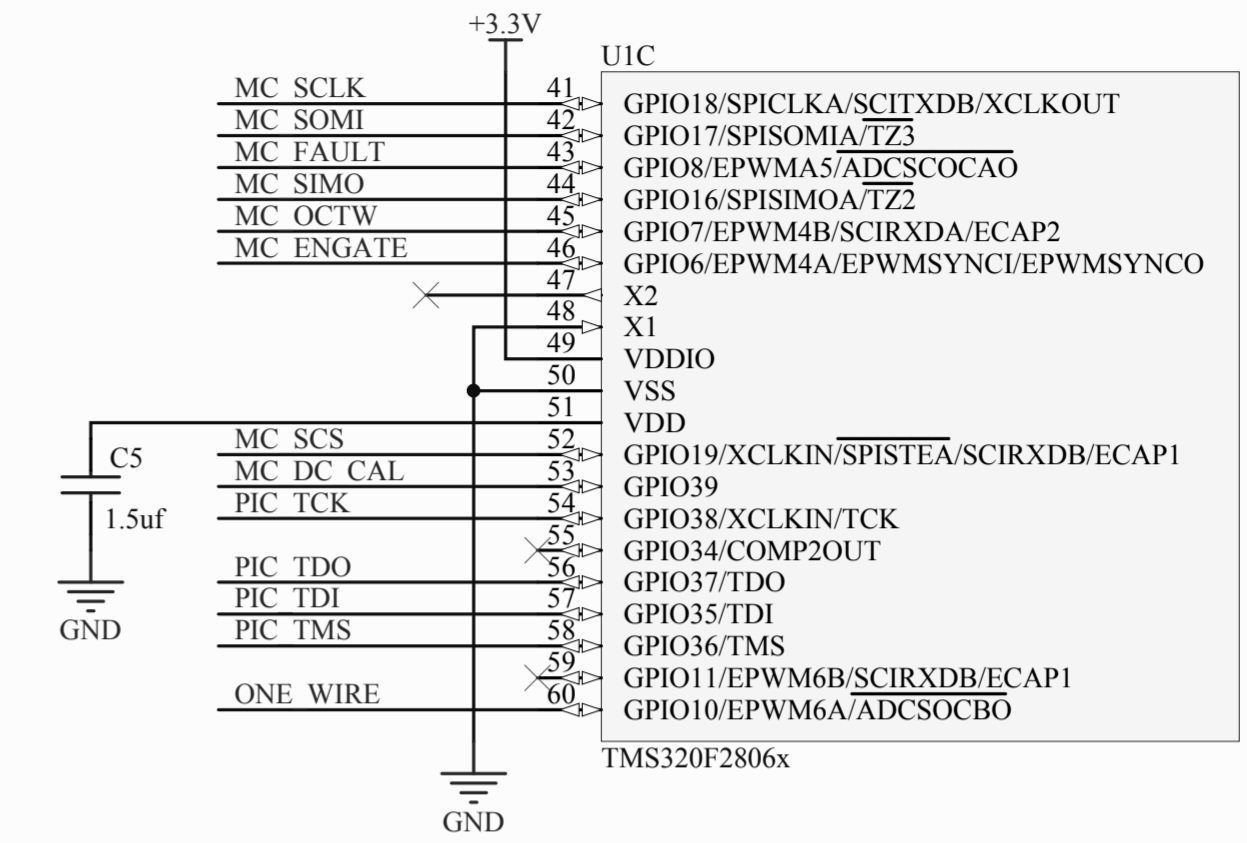 +3.3V
U1C
MC SCLK 41 GPIO18/SPICLKA/SCITXDB/XCLKOUT
MC SOMI 42 GPIO17/SPISOMIA/TZ3
MC FAULT 43 GPIO8/EPWMA5/ADCSCOCAO
MC SIMO 44 GPIO16/SPISIMOA/TZ2
MC OCTW 45 GPIO7/EPWM4B/SCIRXDA/ECAP2
MC ENGATE 46 GPIO6/EPWM4A/EPWMSYNCI/EPWMSYNCO
47 X2
48 X1
49 VDDIO
50 VSS
51 VDD
MC SCS 52 GPIO19/XCLKIN/SPISTEA/SCIRXDB/ECAP1
C5
MC DC CAL 53 GPIO39
PIC TCK 54 GPIO38/XCLKIN/TCK
1.5uf
55 GPIO34/COMP2OUT
PIC TDO 56 GPIO37/TDO
PIC TDI 57 GPIO35/TDI
GND
PIC TMS 58 GPIO36/TMS
59 GPIO11/EPWM6B/SCIRXDB/ECAP1
ONE WIRE 60 GPIO10/EPWM6A/ADCSOCBO
TMS320F2806x
GND